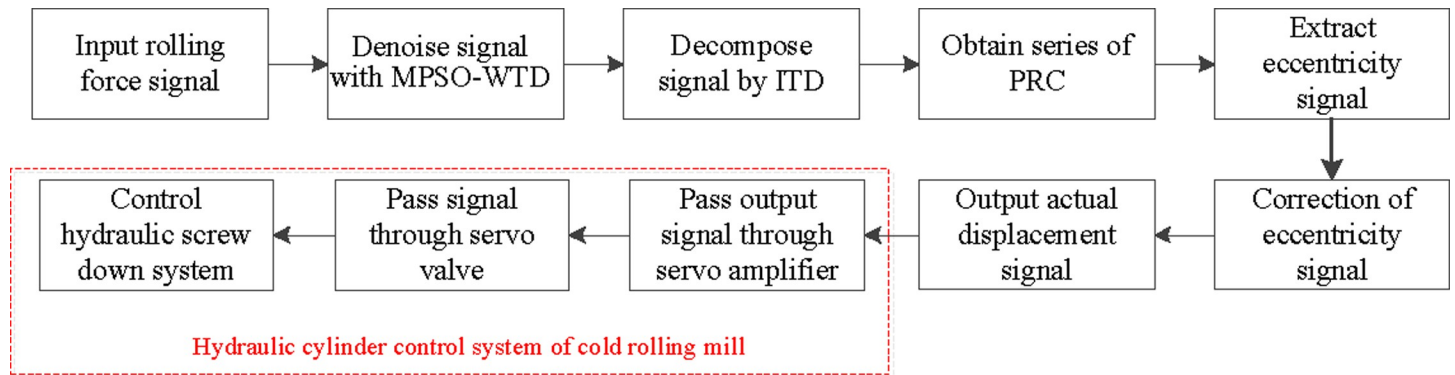 Input rolling
force signal
Denoise signal
with MPSO-WTD
Decompose
signal by ITD
Obtain series of
PRC
Extract
eccentricity
signal
Correction of
eccentricity
signal
Output actual
displacement
signal
Pass output
signal through
servo amplifier
Pass signal
through servo
valve
Control
hydraulic screw
down system
Hydraulic cylinder control system of cold rolling mill